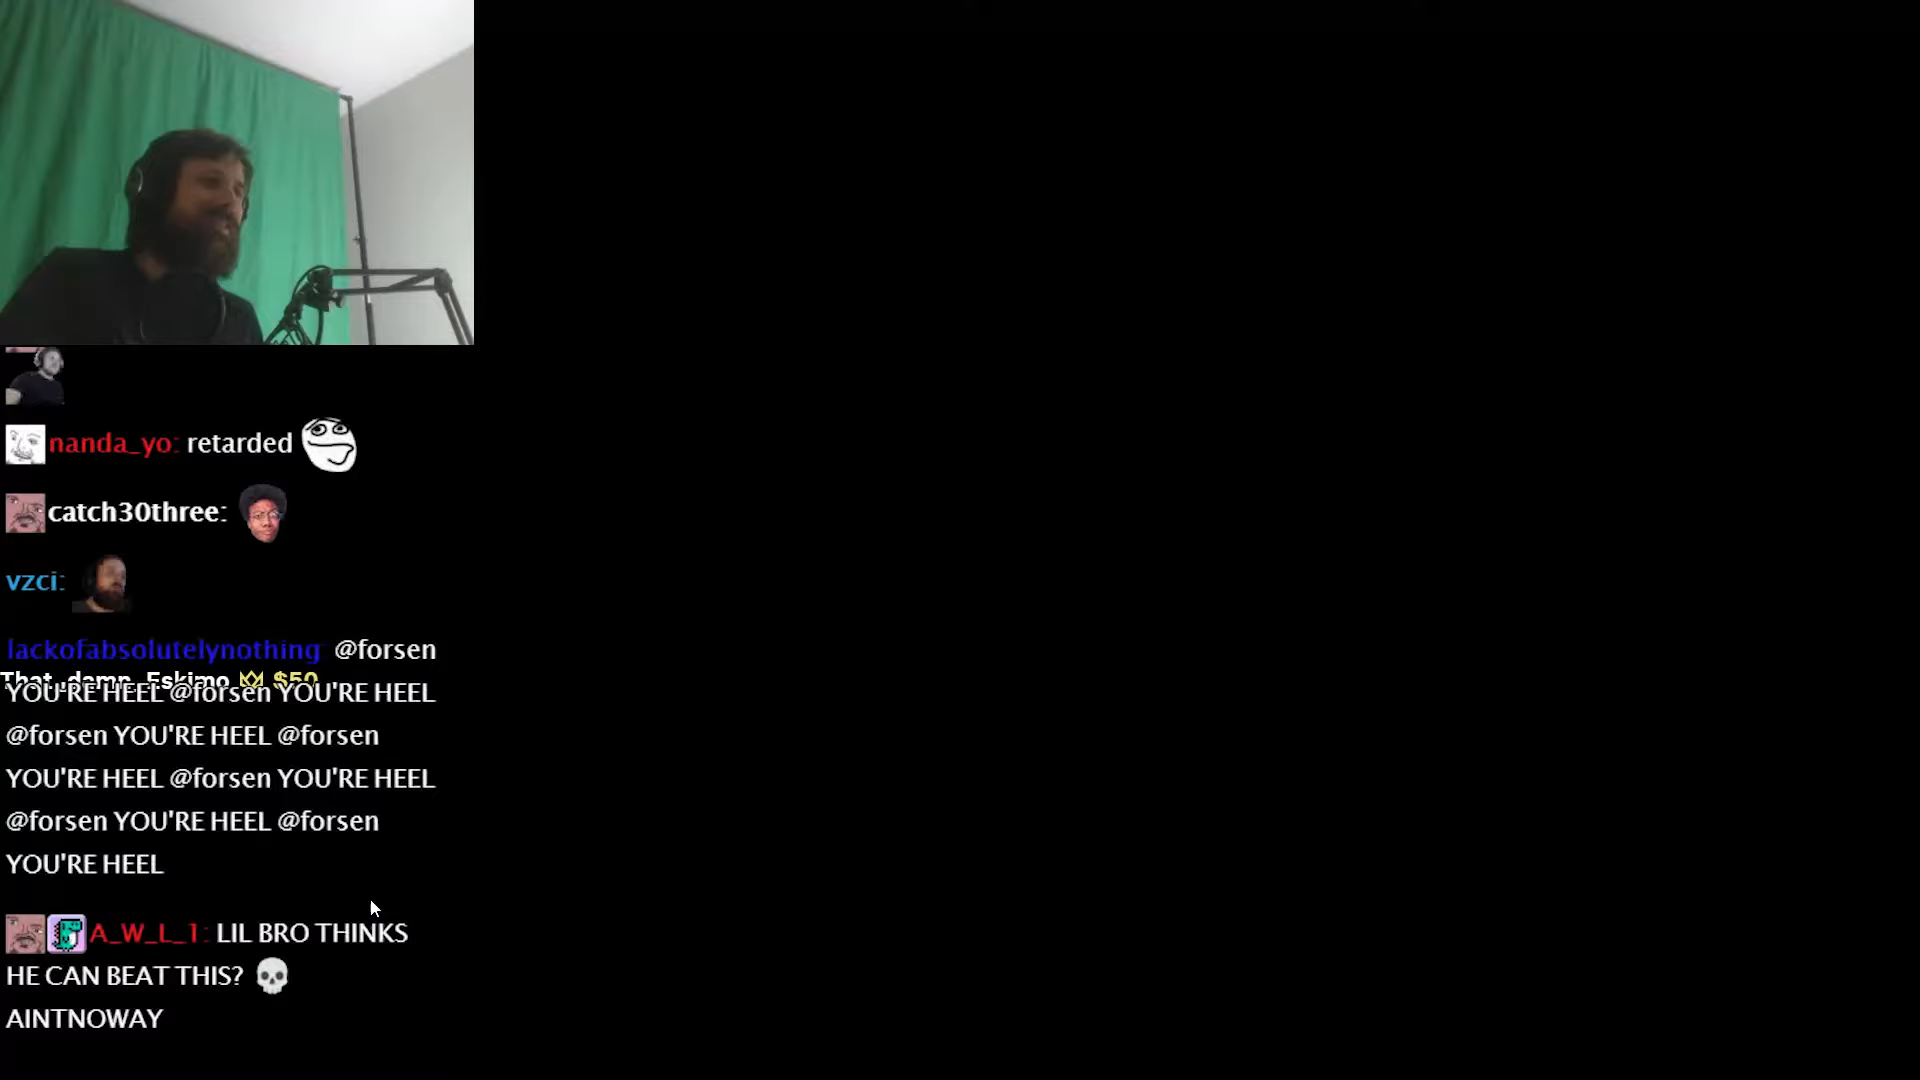 nanda_yo: retarded
catch30three:
vzci:
lackofabsolutelynothing @forsen
That_damn_Eskimo $50
YOU'RE HEEL @forsen YOU'RE HEEL
@forsen YOU'RE HEEL @forsen
YOU'RE HEEL @forsen YOU'RE HEEL
@forsen YOU'RE HEEL @forsen
YOU'RE HEEL
A_W_L_1: LIL BRO THINKS
HE CAN BEAT THIS?
AINTNOWAY